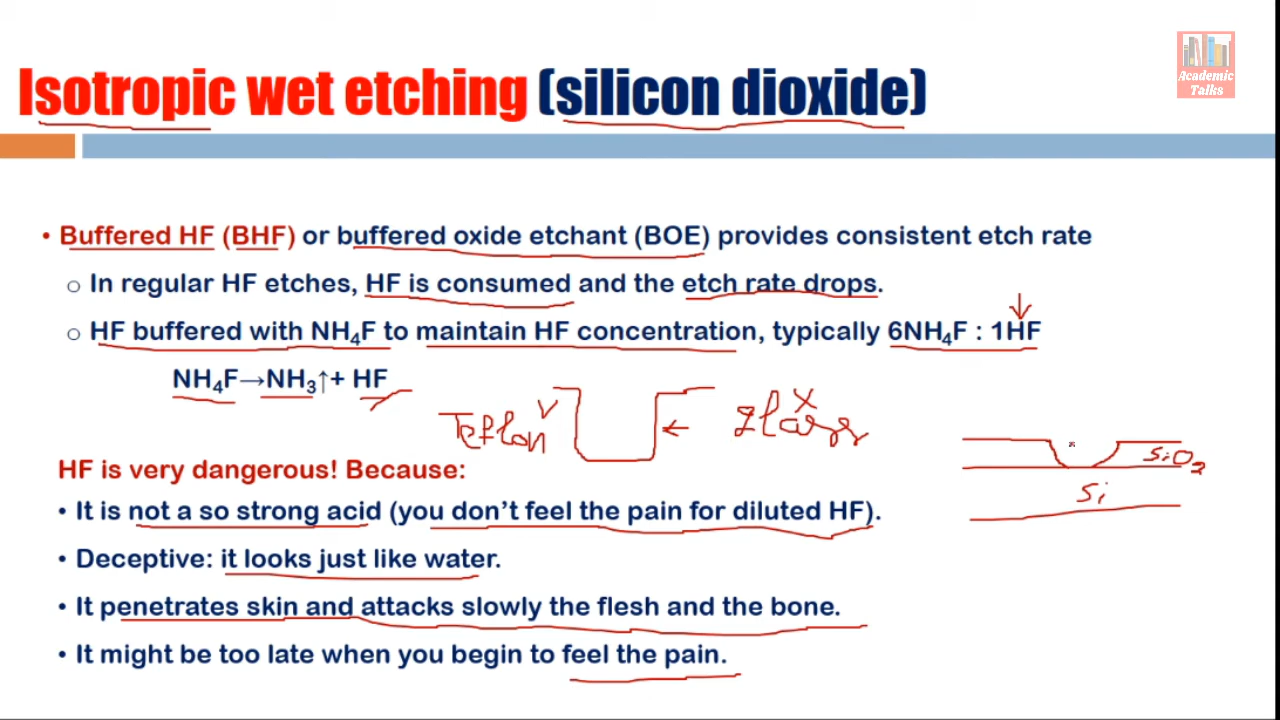 Academic
Talks
Isotropic wet etching (silicon dioxide)
• Buffered HF (BHF) or buffered oxide etchant (BOE) provides consistent etch rate
o In regular HF etches, HF is consumed and the etch rate drops.
o HF buffered with NH₄F to maintain HF concentration, typically 6NH₄F : 1HF
NH₄F→NH₃↑+ HF
Teflon
glass
SiO₂
Si
HF is very dangerous! Because:
• It is not a so strong acid (you don't feel the pain for diluted HF).
• Deceptive: it looks just like water.
• It penetrates skin and attacks slowly the flesh and the bone.
• It might be too late when you begin to feel the pain.